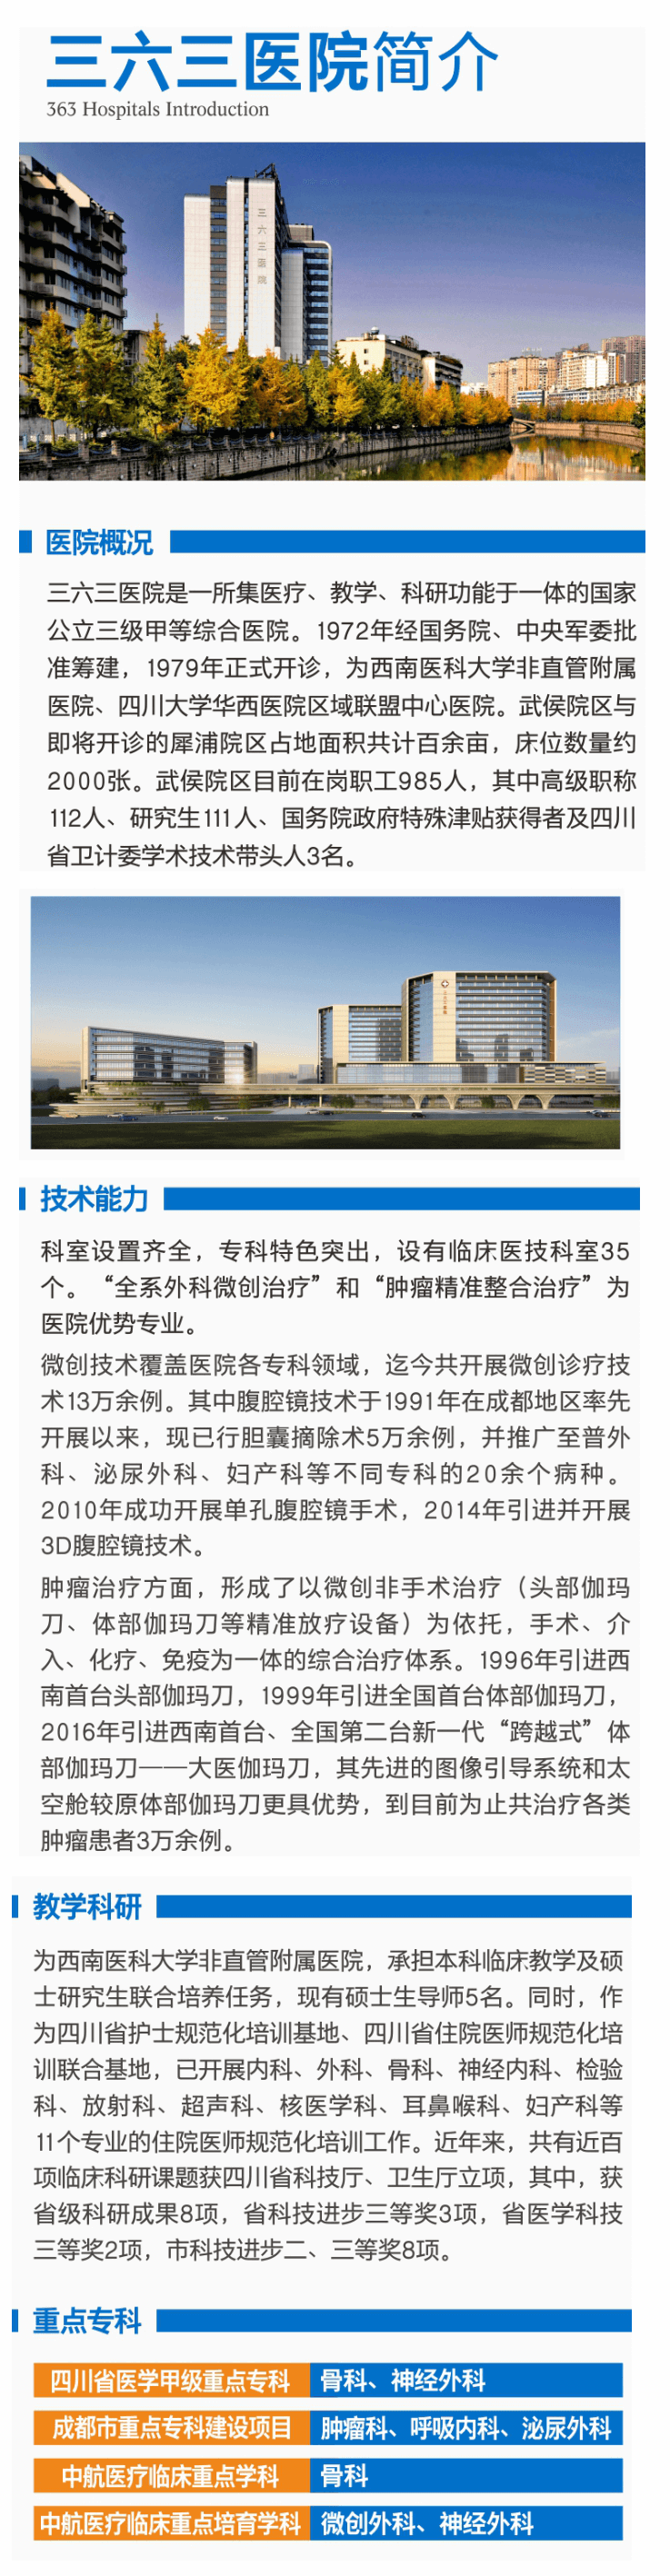 三六三医院简介
363 Hospitals Introduction
三六三医院
医院概况
三六三医院是一所集医疗、教学、科研功能于一体的国家
公立三级甲等综合医院。1972年经国务院、中央军委批
准筹建，1979年正式开诊，为西南医科大学非直管附属
医院、四川大学华西医院区域联盟中心医院。武侯院区与
即将开诊的犀浦院区占地面积共计百余亩，床位数量约
2000张。武侯院区目前在岗职工985人，其中高级职称
112人、研究生111人、国务院政府特殊津贴获得者及四川
省卫计委学术技术带头人3名。
技术能力
科室设置齐全，专科特色突出，设有临床医技科室35
个。“全系外科微创治疗”和“肿瘤精准整合治疗”为
医院优势专业。
微创技术覆盖医院各专科领域，迄今共开展微创诊疗技
术13万余例。其中腹腔镜技术于1991年在成都地区率先
开展以来，现已行胆囊摘除术5万余例，并推广至普外
科、泌尿外科、妇产科等不同专科的20余个病种。
2010年成功开展单孔腹腔镜手术，2014年引进并开展
3D腹腔镜技术。
肿瘤治疗方面，形成了以微创非手术治疗（头部伽玛
刀、体部伽玛刀等精准放疗设备）为依托，手术、介
入、化疗、免疫为一体的综合治疗体系。1996年引进西
南首台头部伽玛刀，1999年引进全国首台体部伽玛刀，
2016年引进西南首台、全国第二台新一代“跨越式”体
部伽玛刀——大医伽玛刀，其先进的图像引导系统和太
空舱较原体部伽玛刀更具优势，到目前为止共治疗各类
肿瘤患者3万余例。
教学科研
为西南医科大学非直管附属医院，承担本科临床教学及硕
士研究生联合培养任务，现有硕士生导师5名。同时，作
为四川省护士规范化培训基地、四川省住院医师规范化培
训联合基地，已开展内科、外科、骨科、神经内科、检验
科、放射科、超声科、核医学科、耳鼻喉科、妇产科等
11个专业的住院医师规范化培训工作。近年来，共有近百
项临床科研课题获四川省科技厅、卫生厅立项，其中，获
省级科研成果8项，省科技进步三等奖3项，省医学科技
三等奖2项，市科技进步二、三等奖8项。
重点专科
四川省医学甲级重点专科 骨科、神经外科
成都市重点专科建设项目 肿瘤科、呼吸内科、泌尿外科
中航医疗临床重点学科 骨科
中航医疗临床重点培育学科 微创外科、神经外科